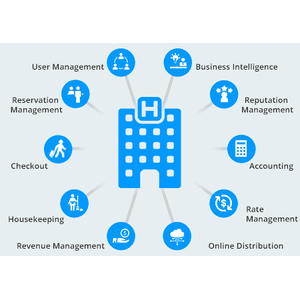 User Management
Business Intelligence
Reservation
Management
Reputation
Management
H
Checkout
Accounting
Housekeeping
Rate
Management
Revenue Management
Online Distribution